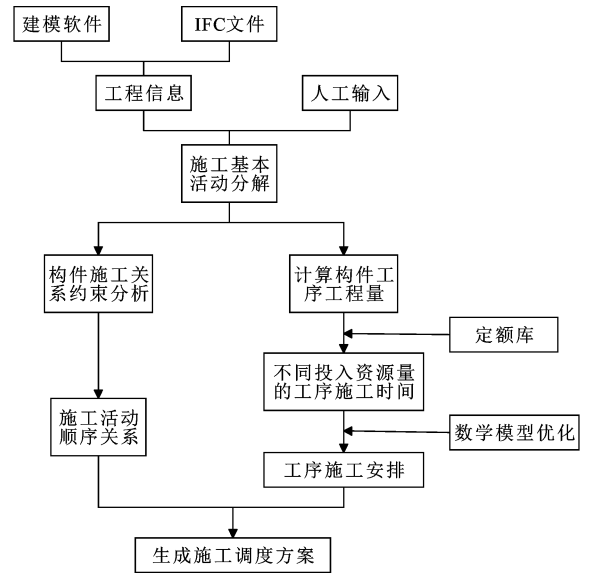 建模软件
IFC文件
工程信息
人工输入
施工基本
活动分解
构件施工关
系约束分析
计算构件工
序工程量
定额库
不同投入资源量
的工序施工时间
施工活动
顺序关系
数学模型优化
工序施工安排
生成施工调度方案